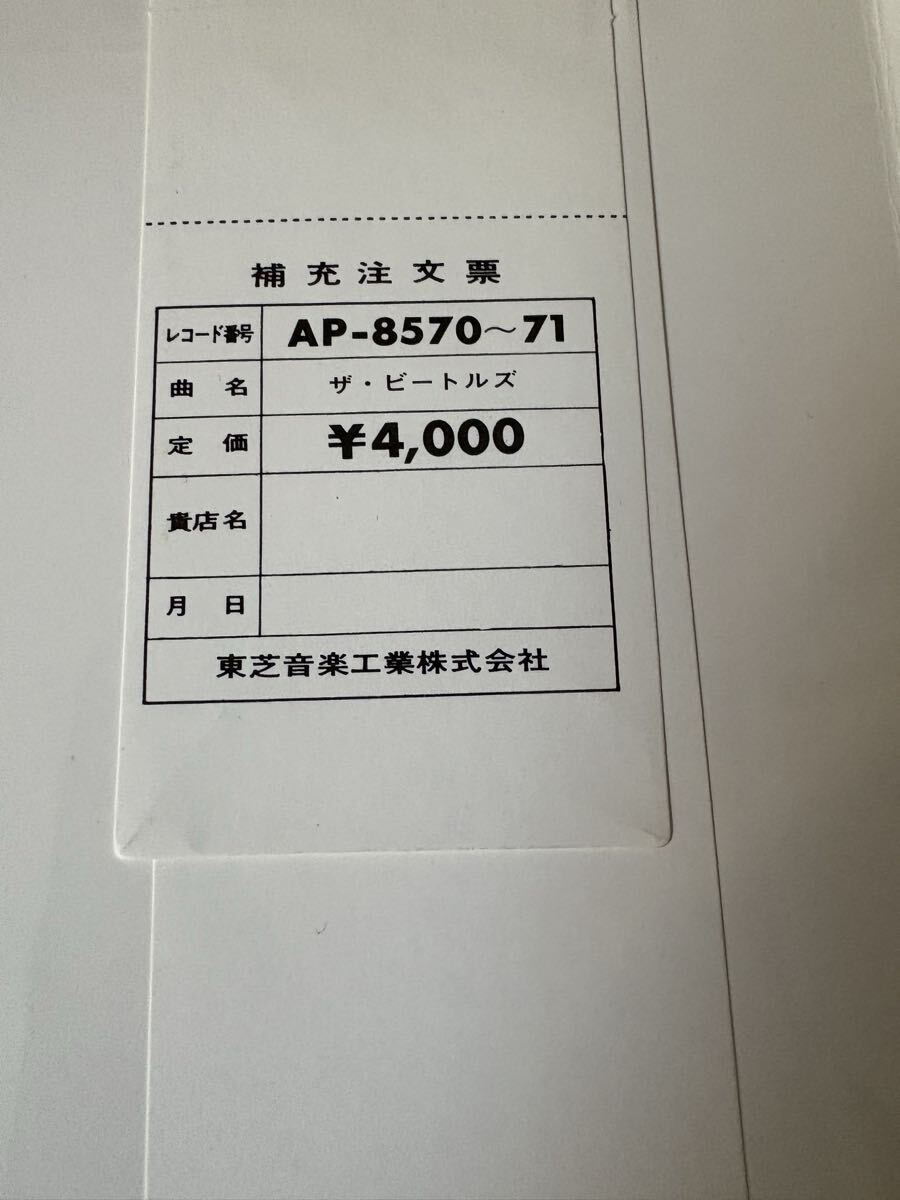 補充注文票
レコード番号 AP-8570～71
曲名 ザ・ビートルズ
定価 ¥4,000
貴店名
月日
東芝音楽工業株式会社